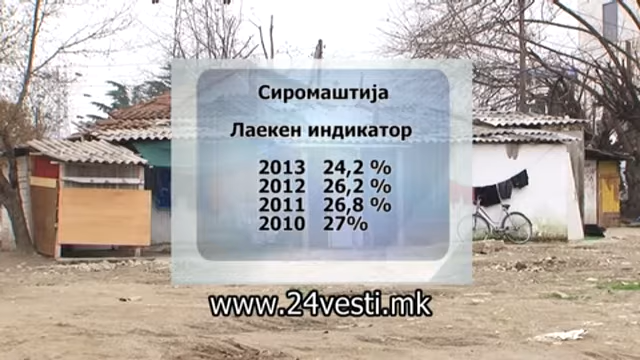 Сиромаштија
Лаекен индикатор
2013 24,2 %
2012 26,2 %
2011 26,8 %
2010 27%
www.24vesti.mk